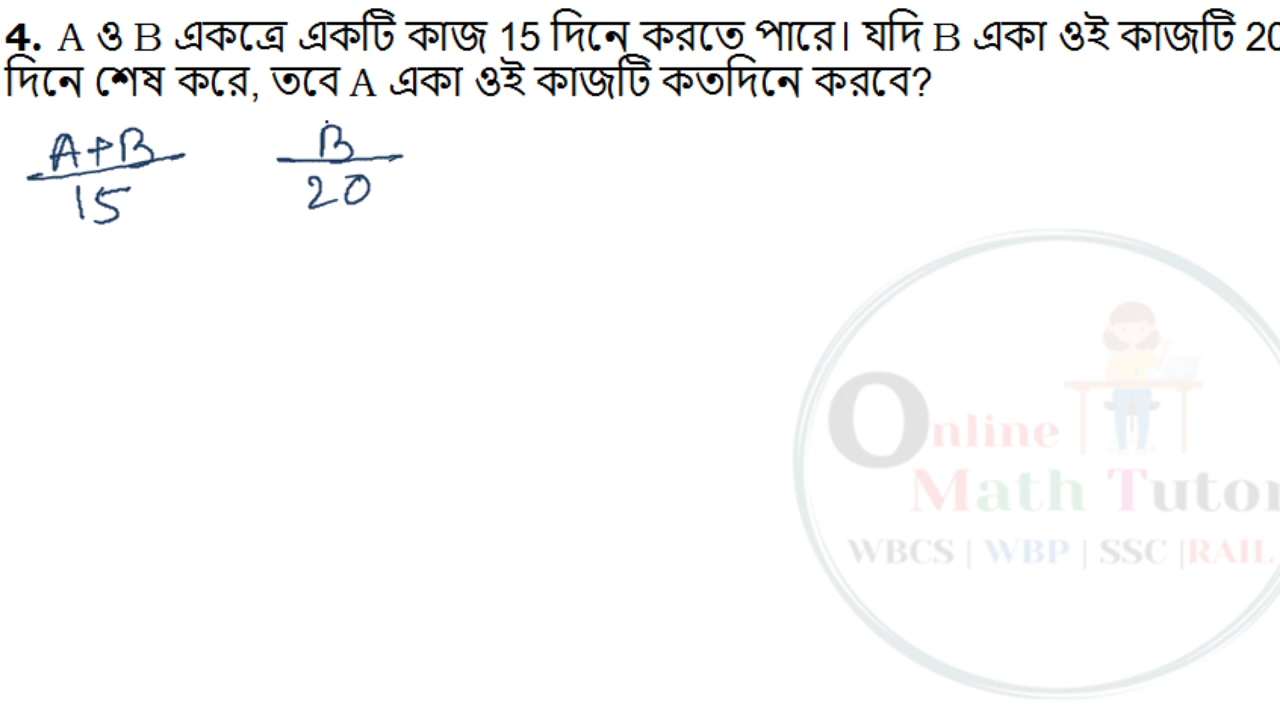 4. A ও B একত্রে একটি কাজ 15 দিনে করতে পারে। যদি B একা ওই কাজটি 20
দিনে শেষ করে, তবে A একা ওই কাজটি কতদিনে করবে?
A+B B
15 20
Online
Math Tutor
WBCS | WBP | SSC |RAIL